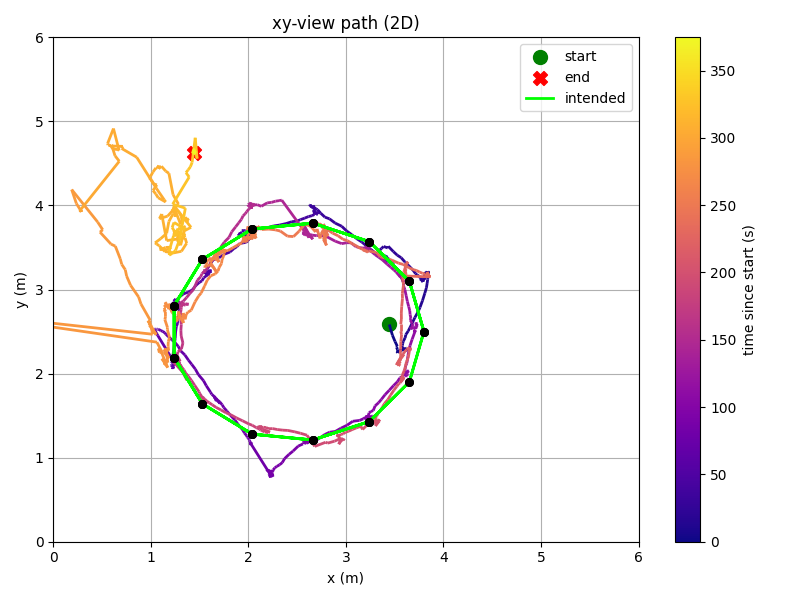 xy-view path (2D)
start
end
intended
6
5
4
3
2
1
0
y (m)
0 1 2 3 4 5 6
x (m)
350
300
250
200
150
100
50
0
time since start (s)